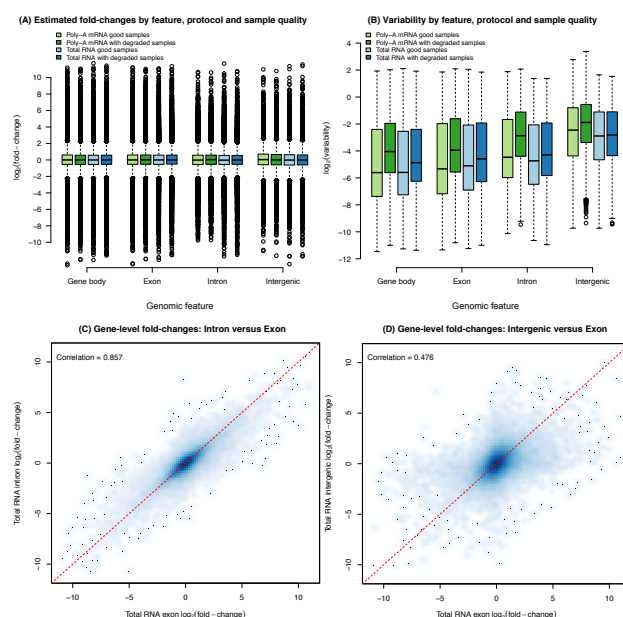 (A) Estimated fold-changes by feature, protocol and sample quality
Poly-A mRNA good samples
Poly-A mRNA with degraded samples
Total RNA good samples
Total RNA with degraded samples
log2(fold-change)
10
8
6
4
2
0
-2
-4
-6
-8
-10
Gene body Exon Intron Intergenic
Genomic feature
(B) Variability by feature, protocol and sample quality
Poly-A mRNA good samples
Poly-A mRNA with degraded samples
Total RNA good samples
Total RNA with degraded samples
log2(variability)
4
2
0
-2
-4
-6
-8
-10
-12
Gene body Exon Intron Intergenic
Genomic feature
(C) Gene-level fold-changes: Intron versus Exon
Correlation = 0.857
Total RNA intron log2(fold-change)
10
5
0
-5
-10
-10 -5 0 5 10
Total RNA exon log2(fold-change)
(D) Gene-level fold-changes: Intergenic versus Exon
Correlation = 0.476
Total RNA intergenic log2(fold-change)
10
5
0
-5
-10
-10 -5 0 5 10
Total RNA exon log2(fold-change)